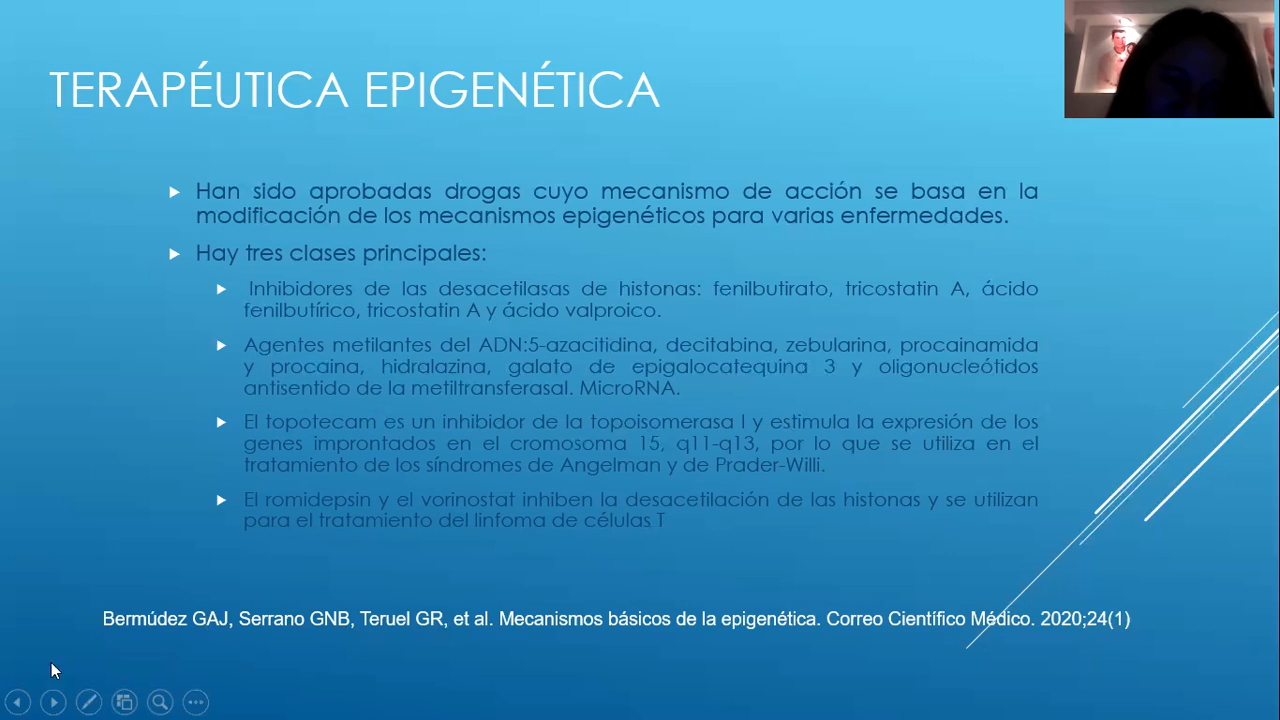 TERAPÉUTICA EPIGENÉTICA
Han sido aprobadas drogas cuyo mecanismo de acción se basa en la
modificación de los mecanismos epigenéticos para varias enfermedades.
Hay tres clases principales:
Inhibidores de las desacetilasas de histonas: fenilbutirato, tricostatin A, ácido
fenilbutírico, tricostatin A y ácido valproico.
Agentes metilantes del ADN:5-azacitidina, decitabina, zebularina, procainamida
y procaina, hidralazina, galato de epigalocatequina 3 y oligonucleótidos
antisentido de la metiltransferasaI. MicroRNA.
El topotecam es un inhibidor de la topoisomerasa I y estimula la expresión de los
genes improntados en el cromosoma 15, q11-q13, por lo que se utiliza en el
tratamiento de los síndromes de Angelman y de Prader-Willi.
El romidepsin y el vorinostat inhiben la desacetilación de las histonas y se utilizan
para el tratamiento del linfoma de células T
Bermúdez GAJ, Serrano GNB, Teruel GR, et al. Mecanismos básicos de la epigenética. Correo Científico Médico. 2020;24(1)